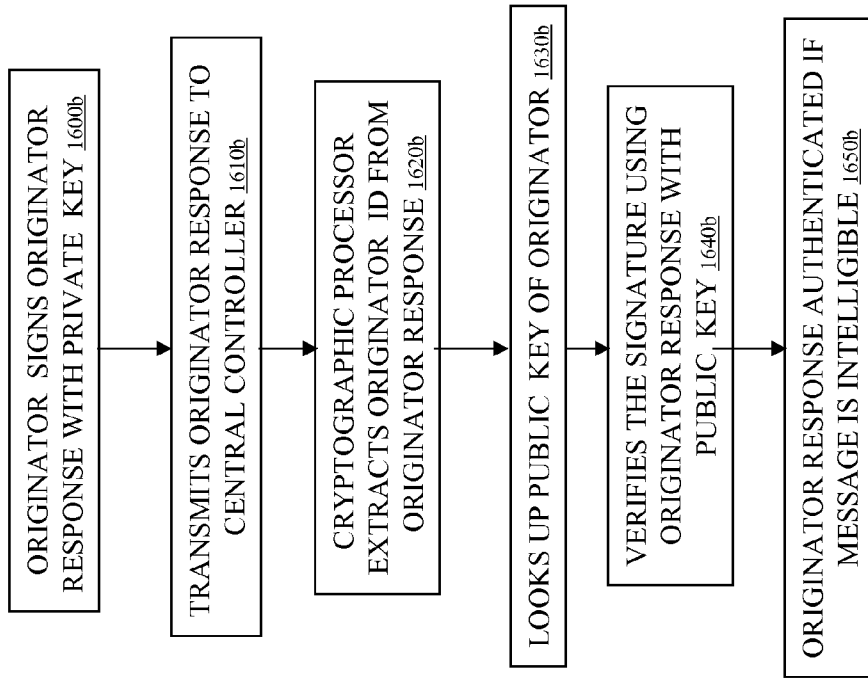 ORIGINATOR SIGNS ORIGINATOR
RESPONSE WITH PRIVATE KEY 1600b
TRANSMITS ORIGINATOR RESPONSE TO
CENTRAL CONTROLLER 1610b
CRYPTOGRAPHIC PROCESSOR
EXTRACTS ORIGINATOR ID FROM
ORIGINATOR RESPONSE 1620b
LOOKS UP PUBLIC KEY OF ORIGINATOR 1630b
VERIFIES THE SIGNATURE USING
ORIGINATOR RESPONSE WITH
PUBLIC KEY 1640b
ORIGINATOR RESPONSE AUTHENTICATED IF
MESSAGE IS INTELLIGIBLE 1650b